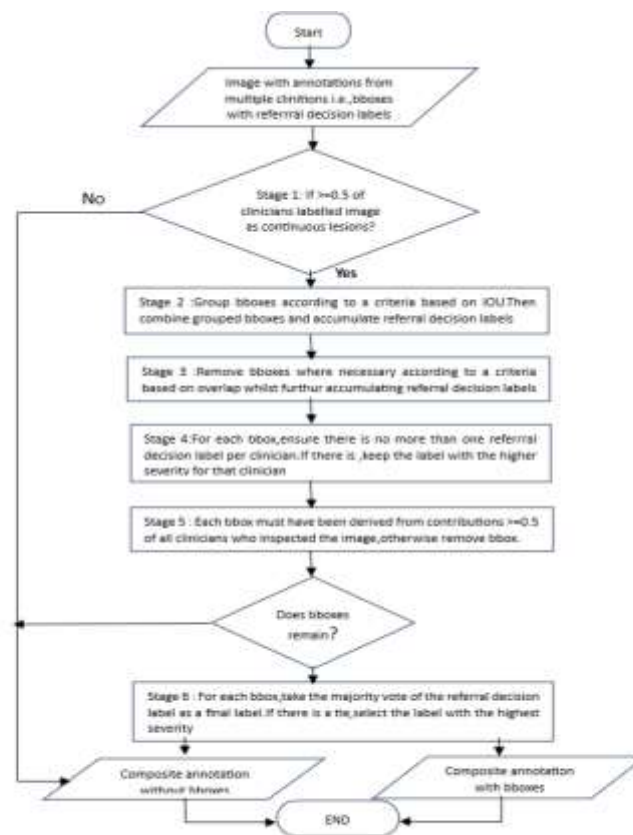 Start
Image with annotations from
multiple clinitions i.e.,bboxes
with referrral decision labels
No
Stage 1: If >=0.5 of
clinicians labelled image
as continuous lesions?
Yes
Stage 2 :Group bboxes according to a criteria based on IOU.Then
combine grouped bboxes and accumulate referral decision labels
Stage 3 :Remove bboxes where necessary according to a criteria
based on overlap whilst furthur accumulating referral decision labels
Stage 4:For each bbox,ensure there is no more than one referrral
decision label per clinician.If there is ,keep the label with the higher
severity for that clinician
Stage 5 : Each bbox must have been derived from contributions >=0.5
of all clinicians who inspected the image,otherwise remove bbox.
Does bboxes
remain?
Stage 6 : For each bbox,take the majority vote of the referral decision
label as a final label.If there is a tie,select the label with the highest
severity
Composite annotation
without bboxes
Composite annotation
with bboxes
END